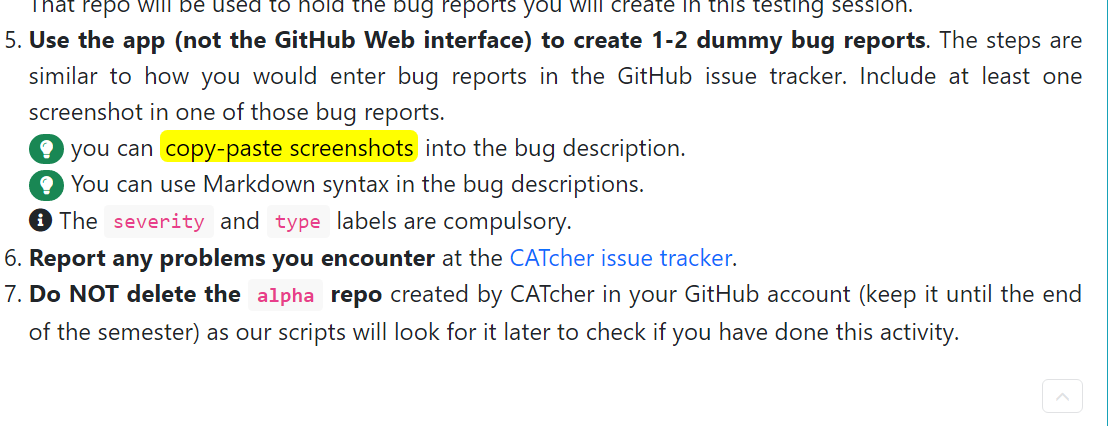 That repo will be used to hold the bug reports you will create in this testing session.
5. Use the app (not the GitHub Web interface) to create 1-2 dummy bug reports. The steps are
similar to how you would enter bug reports in the GitHub issue tracker. Include at least one
screenshot in one of those bug reports.
you can copy-paste screenshots into the bug description.
You can use Markdown syntax in the bug descriptions.
The severity and type labels are compulsory.
6. Report any problems you encounter at the CATcher issue tracker.
7. Do NOT delete the alpha repo created by CATcher in your GitHub account (keep it until the end
of the semester) as our scripts will look for it later to check if you have done this activity.